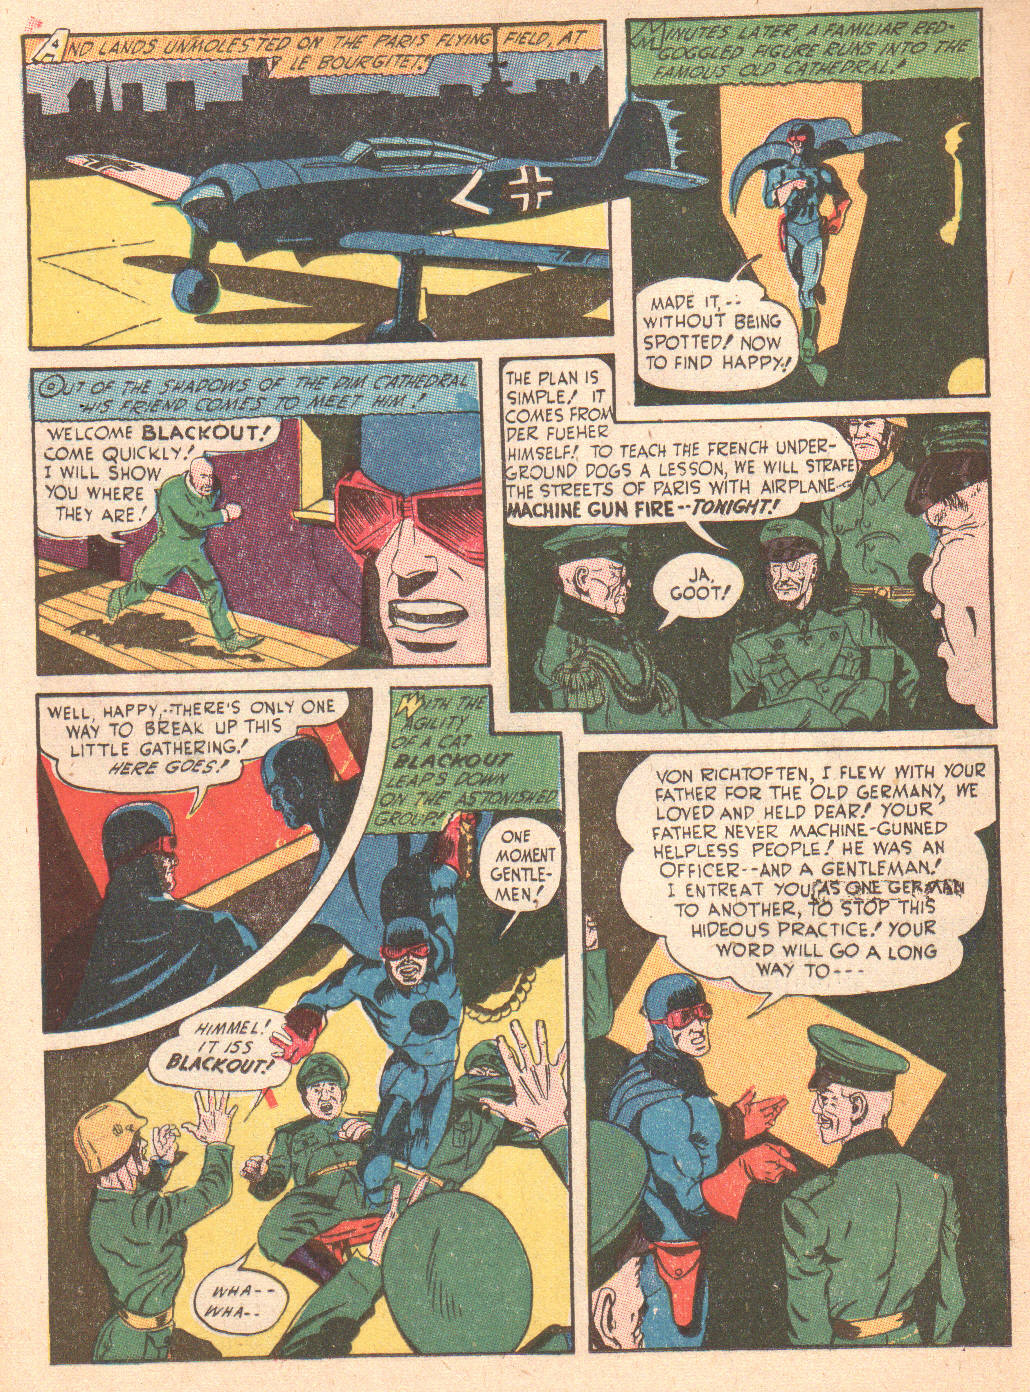 4
AND LANDS UNMOLESTED ON THE PARIS FLYING FIELD, AT
LE BOURGITET!
MINUTES LATER A FAMILIAR RED-
GOGGLED FIGURE RUNS INTO THE
FAMOUS OLD CATHEDRAL!
MADE IT,--
WITHOUT BEING
SPOTTED! NOW
TO FIND HAPPY!
OUT OF THE SHADOWS OF THE DIM CATHEDRAL
-HIS FRIEND COMES TO MEET HIM!
WELCOME BLACKOUT!
COME QUICKLY!
I WILL SHOW
YOU WHERE
THEY ARE!
THE PLAN IS
SIMPLE! IT
COMES FROM
DER FUEHER
HIMSELF! TO TEACH THE FRENCH UNDER-
GROUND DOGS A LESSON, WE WILL STRAFE
THE STREETS OF PARIS WITH AIRPLANE
MACHINE GUN FIRE--TONIGHT!
JA,
GOOT!
WELL, HAPPY,--THERE'S ONLY ONE
WAY TO BREAK UP THIS
LITTLE GATHERING!
HERE GOES!
WITH THE
AGILITY
OF A CAT
BLACKOUT
LEAPS DOWN
ON THE ASTONISHED
GROUP!
ONE
MOMENT
GENTLE-
MEN!
HIMMEL!
IT ISS
BLACKOUT!
WHA--
WHA--
VON RICHTOFTEN, I FLEW WITH YOUR
FATHER FOR THE OLD GERMANY, WE
LOVED AND HELD DEAR! YOUR
FATHER NEVER MACHINE-GUNNED
HELPLESS PEOPLE! HE WAS AN
OFFICER--AND A GENTLEMAN!
I ENTREAT YOU, AS ONE GERMAN
TO ANOTHER, TO STOP THIS
HIDEOUS PRACTICE! YOUR
WORD WILL GO A LONG
WAY TO---